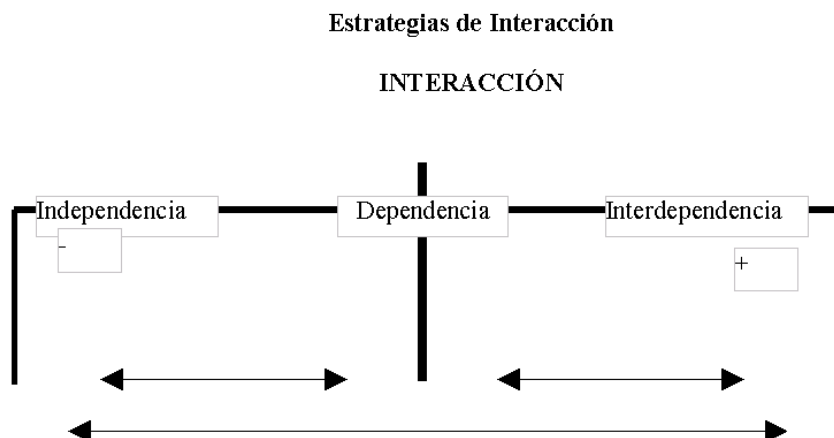 Estrategias de Interacción
INTERACCIÓN
Independencia Dependencia Interdependencia
-
+